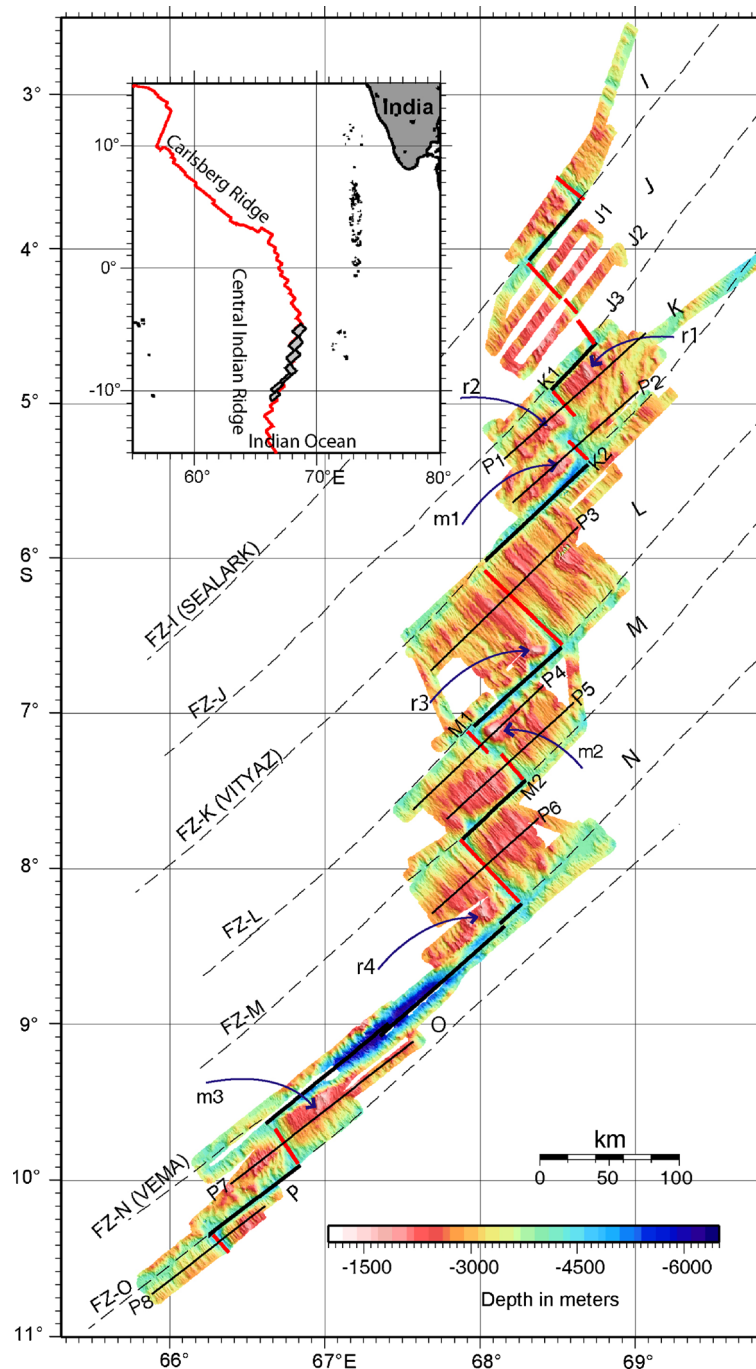 3°
4°
5°
6°
S
7°
8°
9°
10°
11°
66°
67°E
68°
69°
India
10°
0°
-10°
60°
70°E
80°
Carlsberg Ridge
Central Indian Ridge
Indian Ocean
I
J
J1
J2
J3
K
r1
K1
r2
P2
P1
K2
m1
L
P3
FZ-I (SEALARK)
M
r3
P4
P5
FZ-J
M1
m2
N
M2
FZ-K (VITYAZ)
P6
FZ-L
r4
FZ-M
O
m3
km
0
50
100
P7
P
FZ-N (VEMA)
FZ-O
P8
-1500
-3000
-4500
-6000
Depth in meters